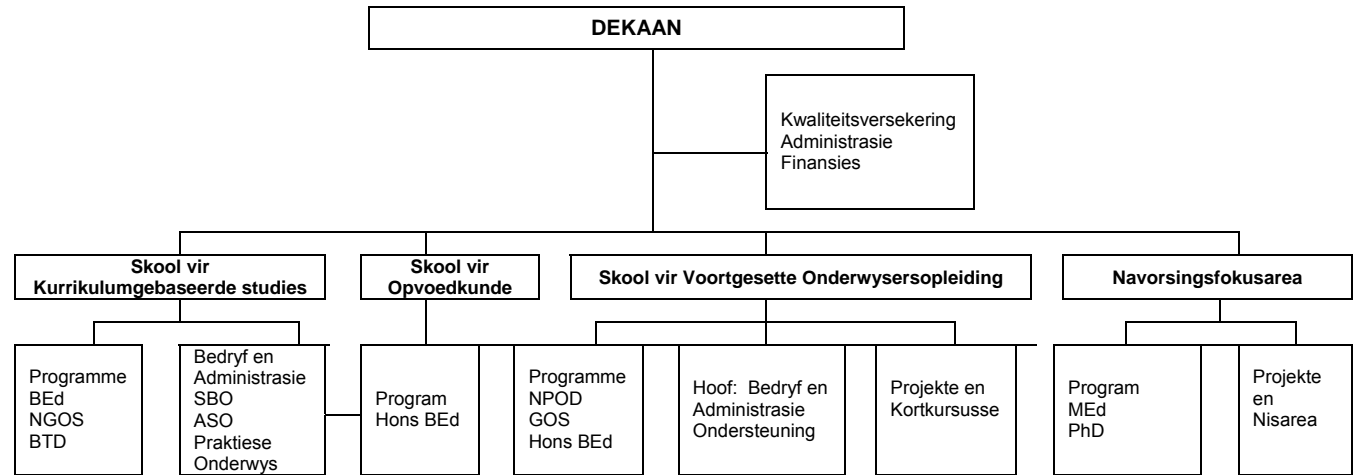 DEKAAN
Kwaliteitsversekering
Administrasie
Finansies
Skool vir
Kurrikulumgebaseerde studies
Skool vir
Opvoedkunde
Skool vir Voortgesette Onderwysersopleiding
Navorsingsfokusarea
Programme
BEd
NGOS
BTD
Bedryf en
Administrasie
SBO
ASO
Praktiese
Onderwys
Program
Hons BEd
Programme
NPOD
GOS
Hons BEd
Hoof: Bedryf en
Administrasie
Ondersteuning
Projekte en
Kortkursusse
Program
MEd
PhD
Projekte
en
Nisarea